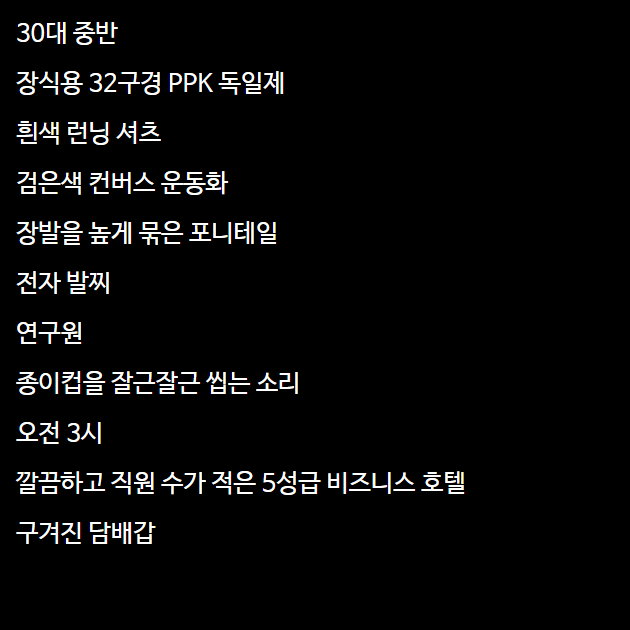 30대 중반
장식용 32구경 PPK 독일제
흰색 런닝 셔츠
검은색 컨버스 운동화
장발을 높게 묶은 포니테일
전자 발찌
연구원
종이컵을 잘근잘근 씹는 소리
오전 3시
깔끔하고 직원 수가 적은 5성급 비즈니스 호텔
구겨진 담배갑